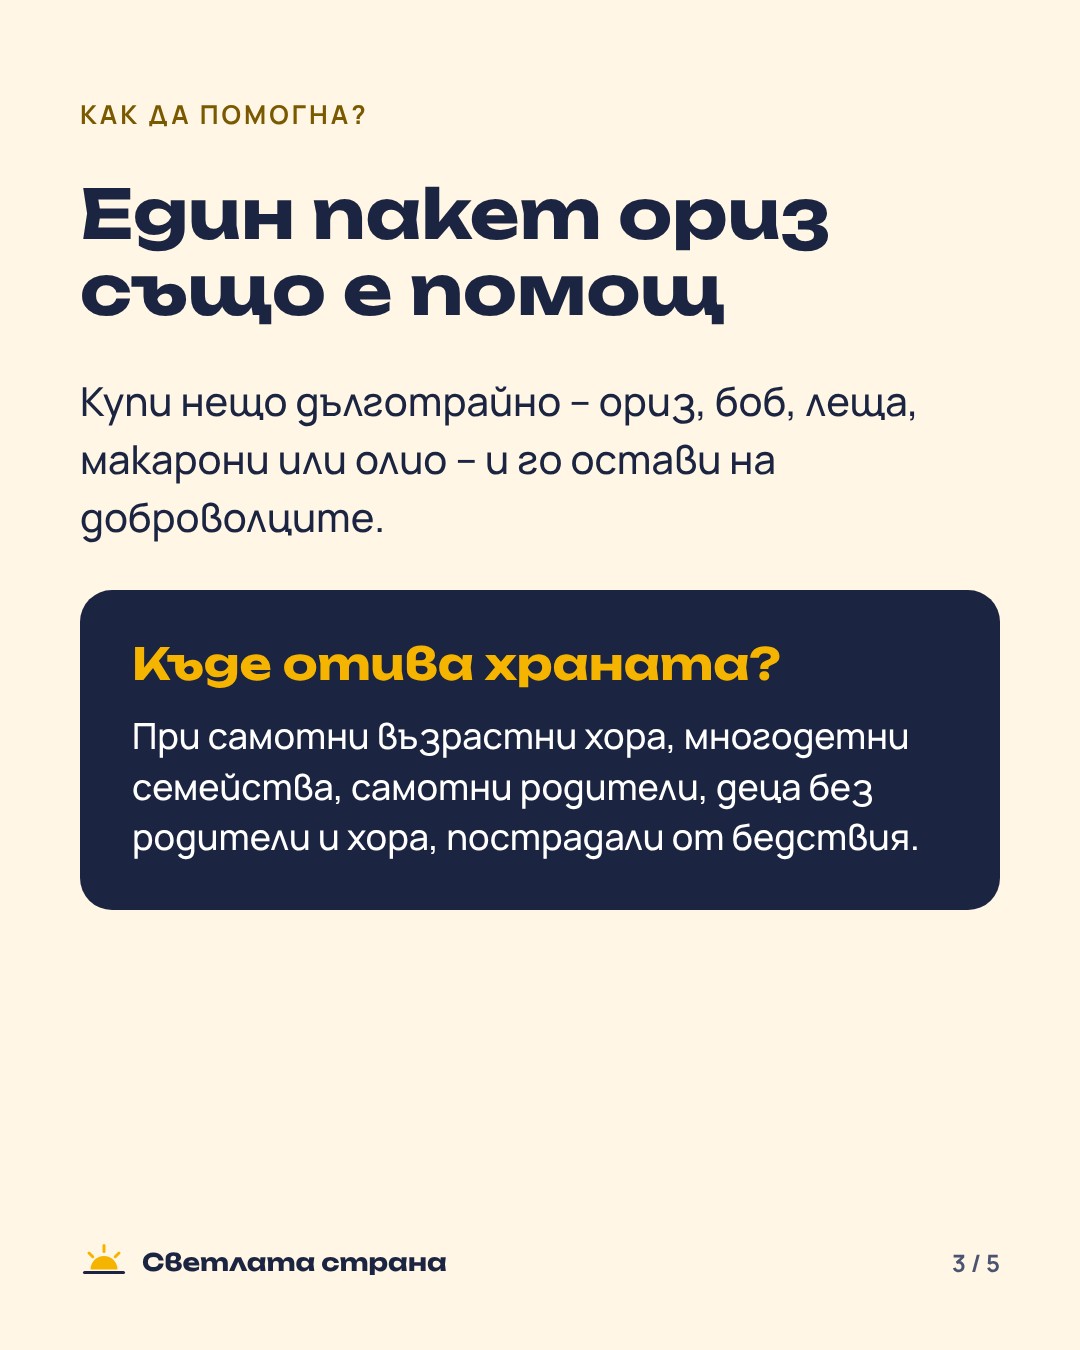 КАК ДА ПОМОГНА?
Един пакет ориз
също е помощ
Купи нещо дълготрайно – ориз, боб, леща,
макарони или олио – и го остави на
доброволците.
Къде отива храната?
При самотни възрастни хора, многодетни
семейства, самотни родители, деца без
родители и хора, пострадали от бедствия.
Светлата страна
3 / 5